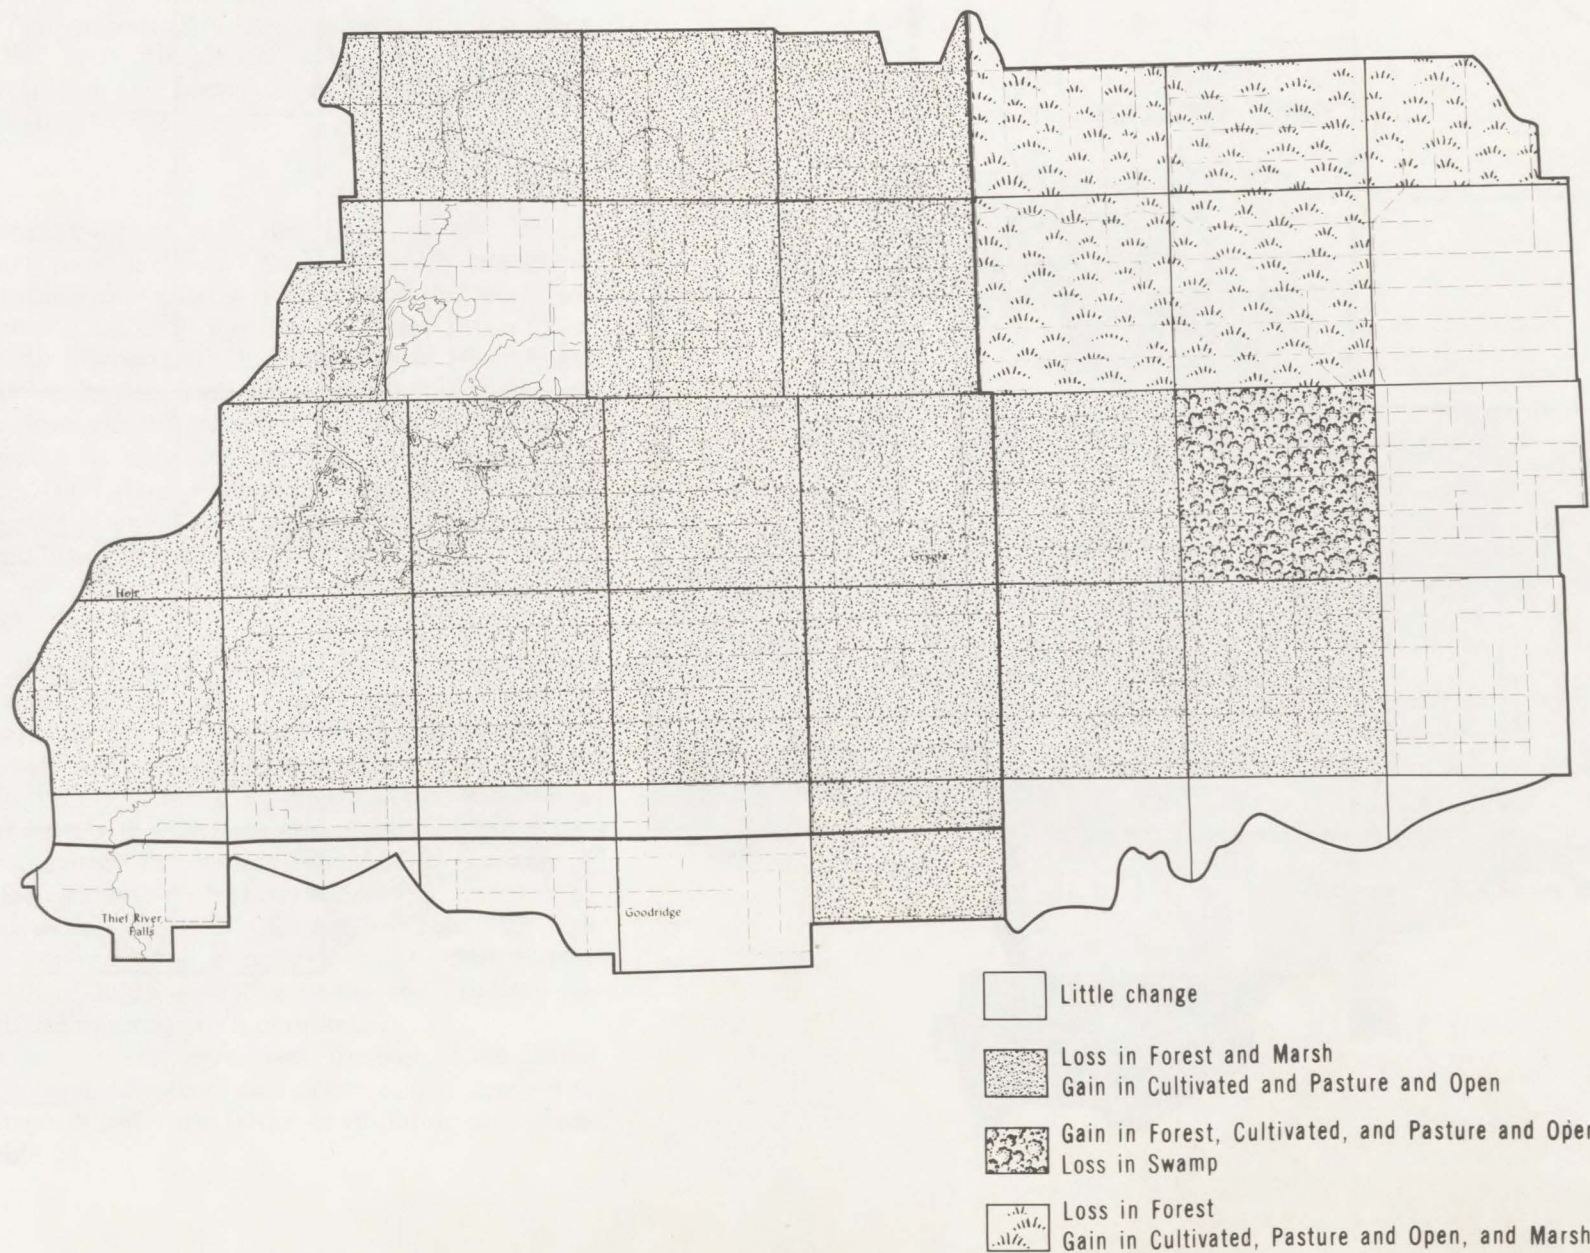 Holt
Grygla
Thief River
Falls
Goodridge
Little change
Loss in Forest and Marsh
Gain in Cultivated and Pasture and Open
Gain in Forest, Cultivated, and Pasture and Open
Loss in Swamp
Loss in Forest
Gain in Cultivated, Pasture and Open, and Marsh